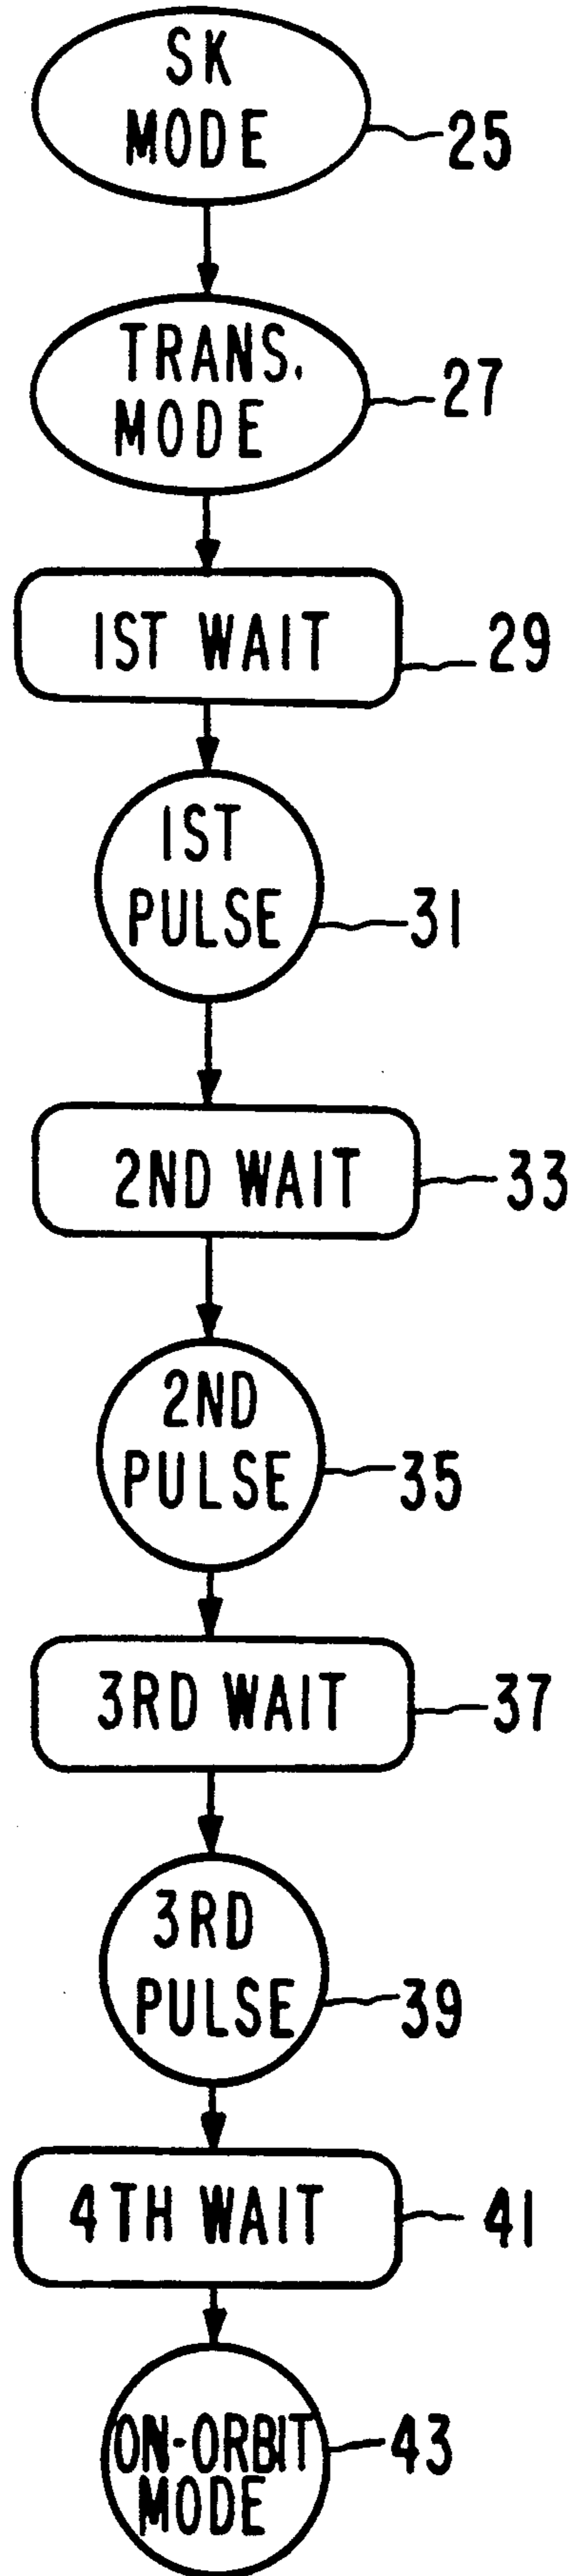 SK
MODE
25
TRANS.
MODE
27
1ST WAIT
29
1ST
PULSE
31
2ND WAIT
33
2ND
PULSE
35
3RD WAIT
37
3RD
PULSE
39
4TH WAIT
41
ON-ORBIT
MODE
43